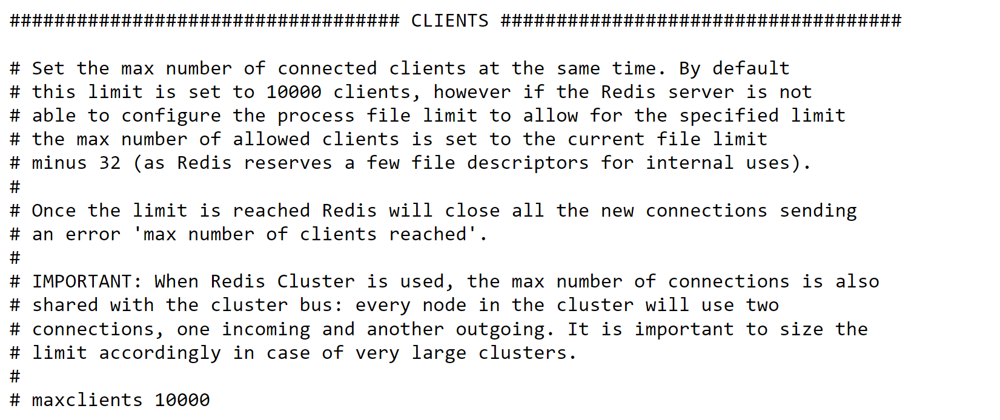 ################################### CLIENTS ####################################
# Set the max number of connected clients at the same time. By default
# this limit is set to 10000 clients, however if the Redis server is not
# able to configure the process file limit to allow for the specified limit
# the max number of allowed clients is set to the current file limit
# minus 32 (as Redis reserves a few file descriptors for internal uses).
#
# Once the limit is reached Redis will close all the new connections sending
# an error 'max number of clients reached'.
#
# IMPORTANT: When Redis Cluster is used, the max number of connections is also
# shared with the cluster bus: every node in the cluster will use two
# connections, one incoming and another outgoing. It is important to size the
# limit accordingly in case of very large clusters.
#
# maxclients 10000